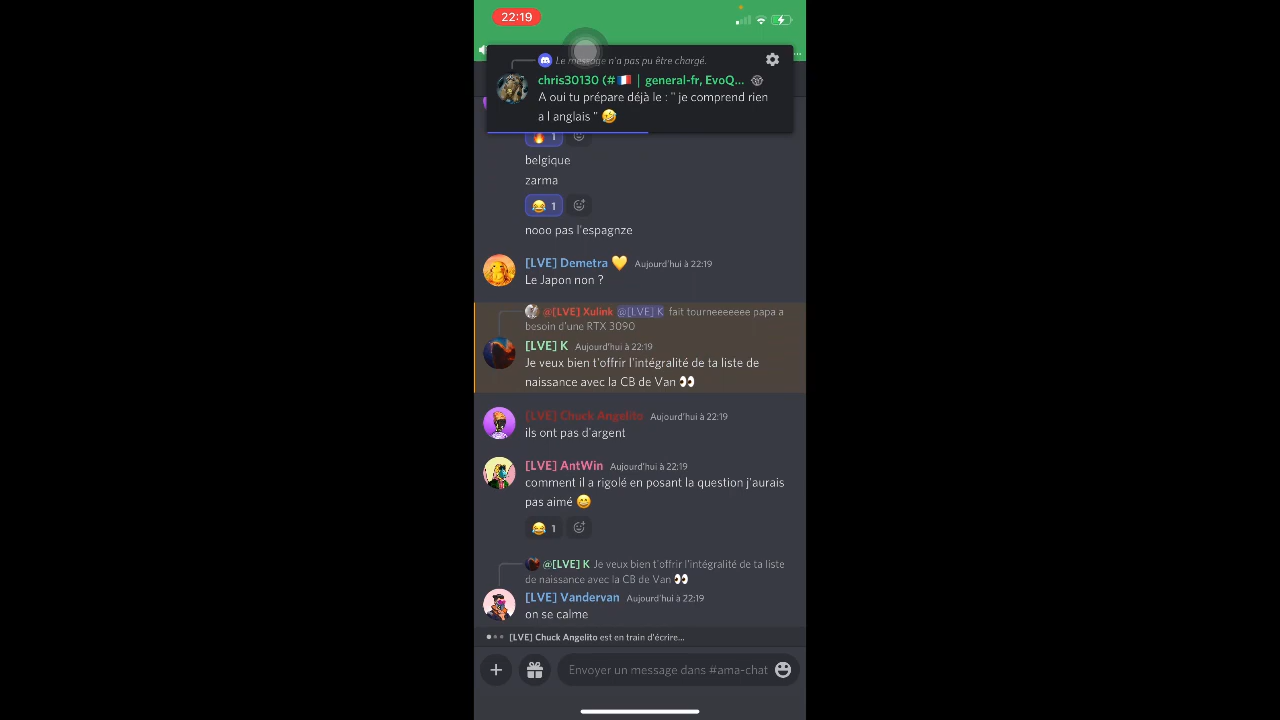 22:19
Le message n'a pas pu être chargé.
chris30130 (# | general-fr, EvoQ...
A oui tu prépare déjà le : " je comprend rien
a l anglais " 🤣
🔥 1
belgique
zarma
😂 1
nooo pas l'espagnze
[LVE] Demetra 💛 Aujourd'hui à 22:19
Le Japon non ?
@[LVE] Xulink @[LVE] K fait tourneeeeeee papa a
besoin d'une RTX 3090
[LVE] K Aujourd'hui à 22:19
Je veux bien t'offrir l'intégralité de ta liste de
naissance avec la CB de Van 👀
[LVE] Chuck Angelito Aujourd'hui à 22:19
ils ont pas d'argent
[LVE] AntWin Aujourd'hui à 22:19
comment il a rigolé en posant la question j'aurais
pas aimé 😄
😂 1
@[LVE] K Je veux bien t'offrir l'intégralité de ta liste
de naissance avec la CB de Van 👀
[LVE] Vandervan Aujourd'hui à 22:19
on se calme
[LVE] Chuck Angelito est en train d'écrire...
Envoyer un message dans #ama-chat